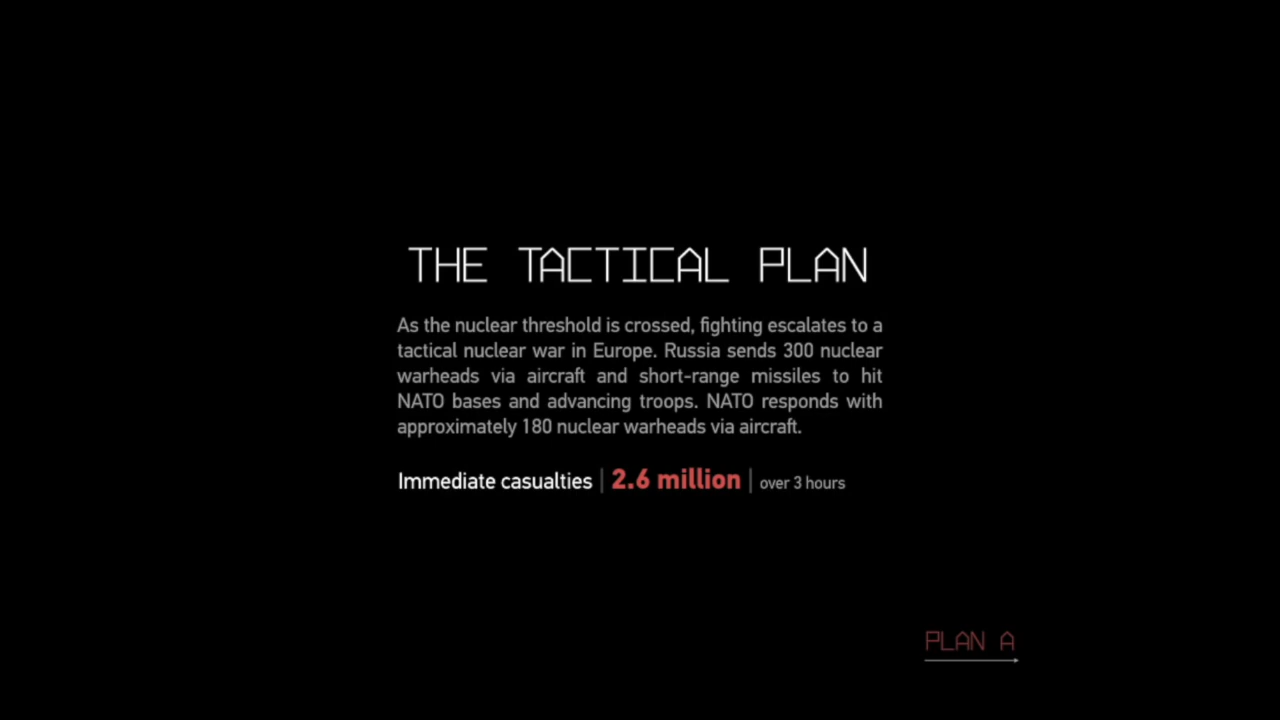 THE TACTICAL PLAN
As the nuclear threshold is crossed, fighting escalates to a
tactical nuclear war in Europe. Russia sends 300 nuclear
warheads via aircraft and short-range missiles to hit
NATO bases and advancing troops. NATO responds with
approximately 180 nuclear warheads via aircraft.
Immediate casualties | 2.6 million | over 3 hours
PLAN A